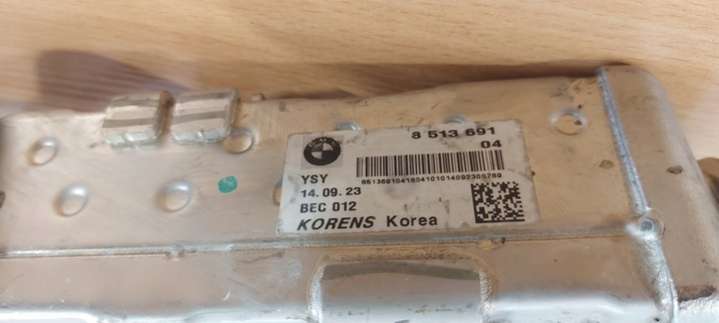 8 513 691
04
YSY
14.09.23
BEC 012
KORENS Korea